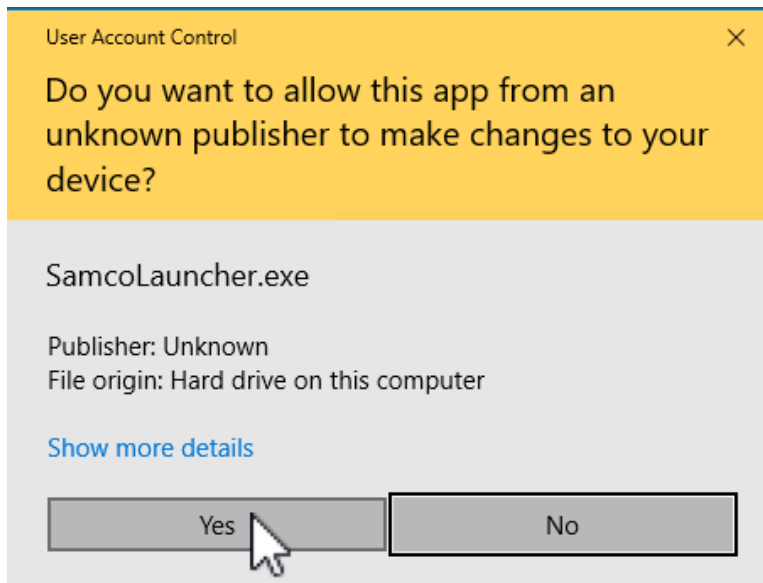 User Account Control
Do you want to allow this app from an
unknown publisher to make changes to your
device?
SamcoLauncher.exe
Publisher: Unknown
File origin: Hard drive on this computer
Show more details
Yes
No